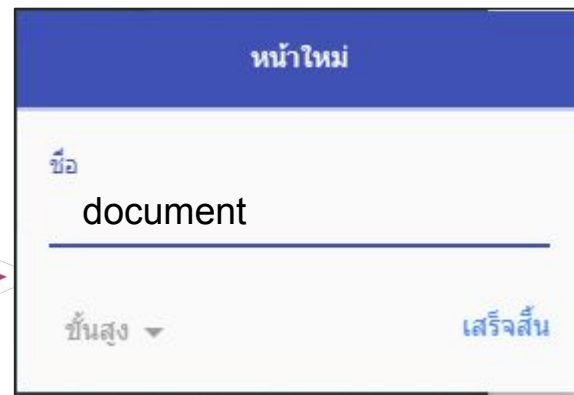 หน้าใหม่
ชื่อ
document
ขั้นสูง
เสร็จสิ้น